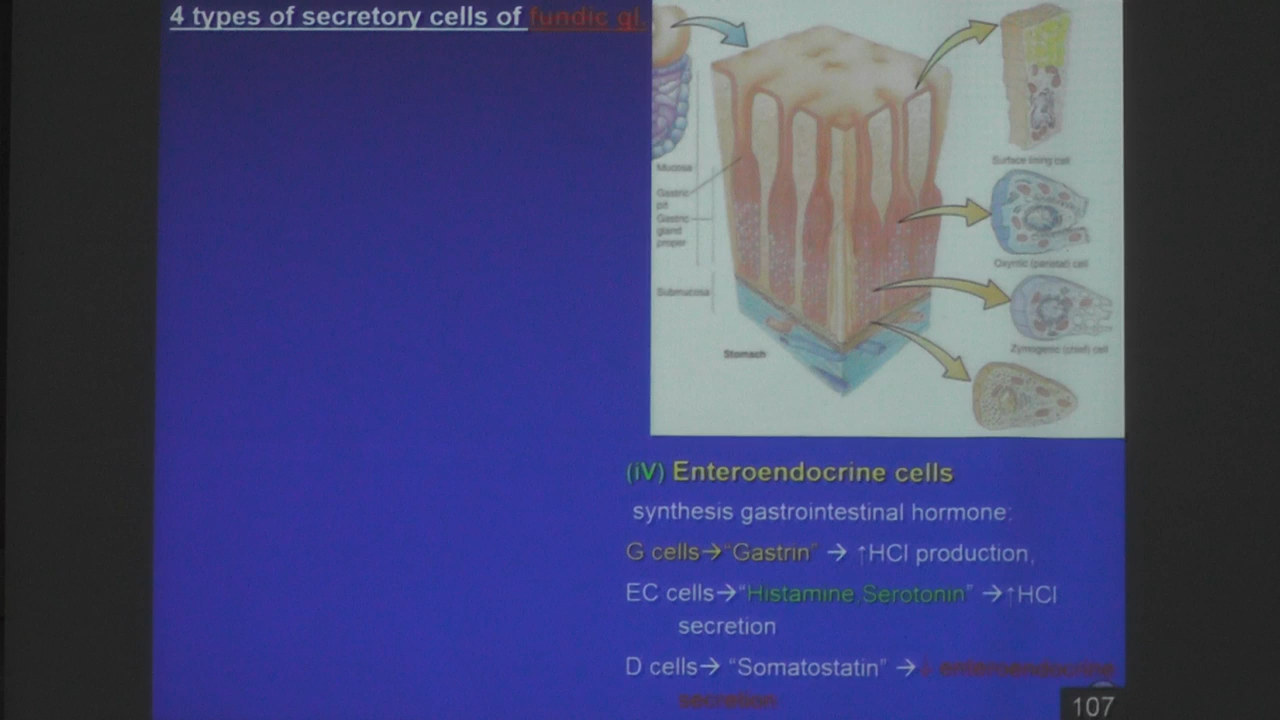 4 types of secretory cells of fundic gl.
Mucosa
Gastric
pit
Gastric
gland
proper
Submucosa
Stomach
Surface lining cell
Oxyntic (parietal) cell
Zymogenic (chief) cell
(iV) Enteroendocrine cells
synthesis gastrointestinal hormone:
G cells→"Gastrin" → ↑HCl production,
EC cells→"Histamine,Serotonin" →↑HCl
secretion
D cells→ "Somatostatin" →↓ enteroendocrine
secretion
107